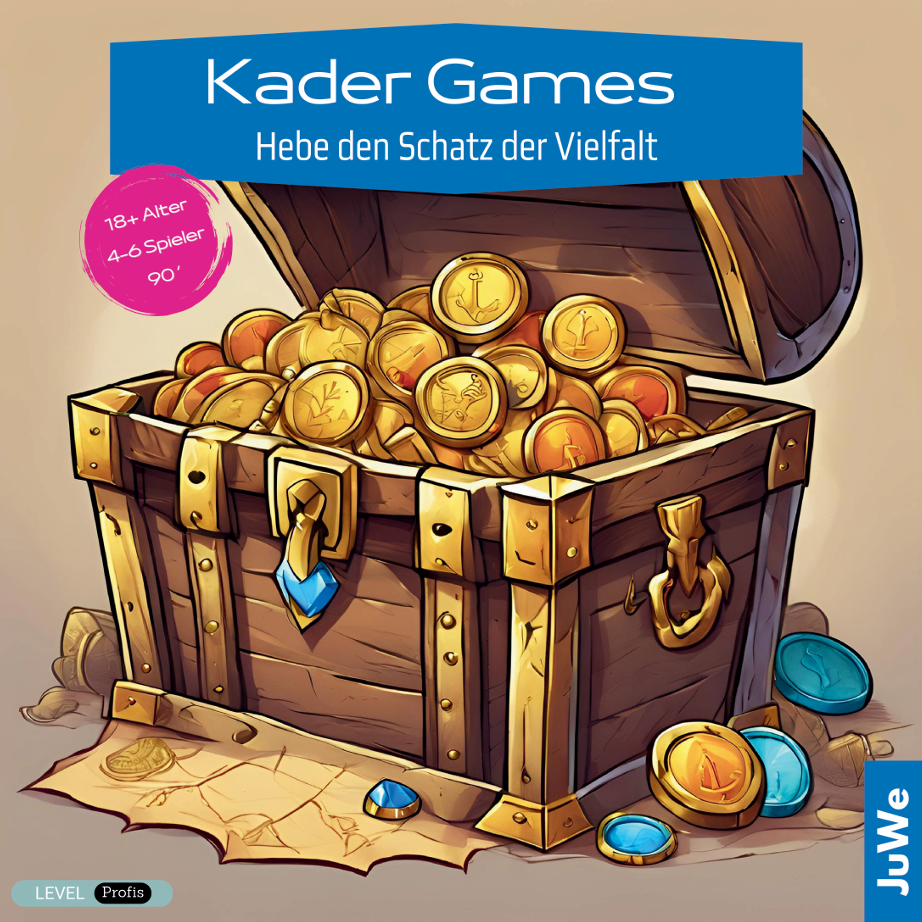 Kader Games
Hebe den Schatz der Vielfalt
18+ Alter
4-6 Spieler
90'
LEVEL Profis
JuWe